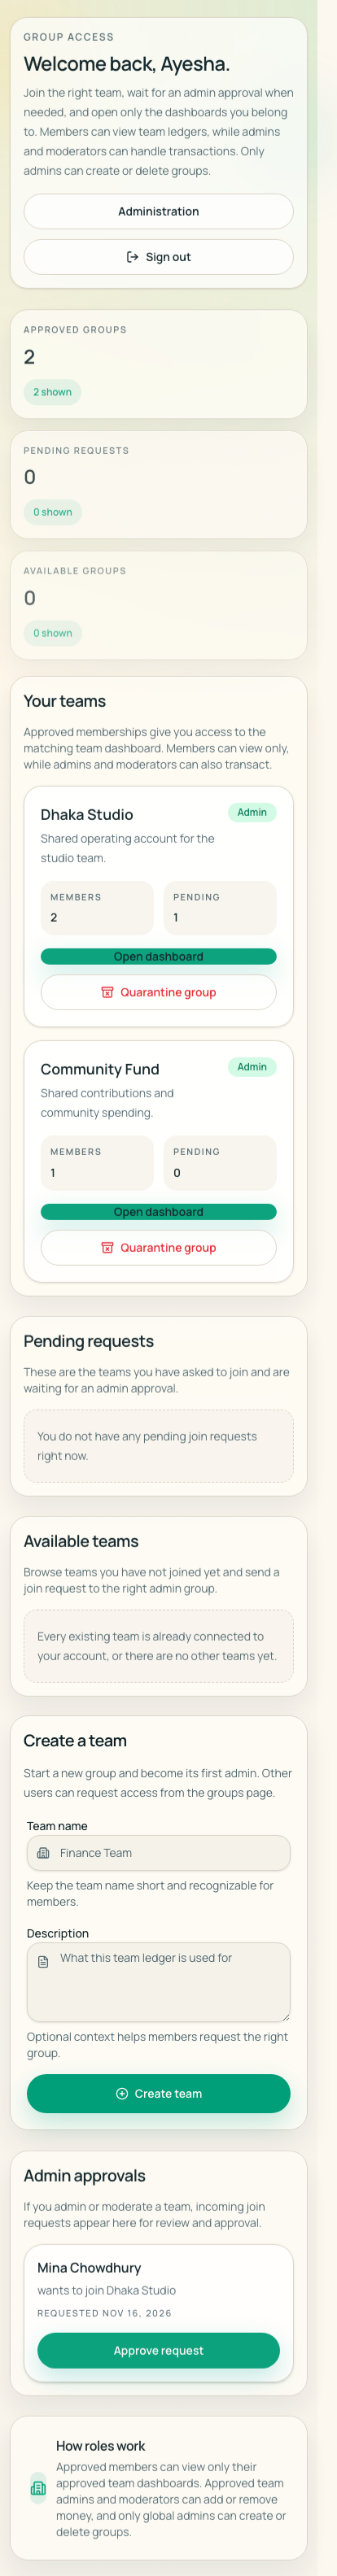 GROUP ACCESS
Welcome back, Ayesha.
Join the right team, wait for an admin approval when
needed, and open only the dashboards you belong
to. Members can view team ledgers, while admins
and moderators can handle transactions. Only
admins can create or delete groups.
Administration
Sign out
APPROVED GROUPS
2
2 shown
PENDING REQUESTS
0
0 shown
AVAILABLE GROUPS
0
0 shown
Your teams
Approved memberships give you access to the
matching team dashboard. Members can view only,
while admins and moderators can also transact.
Dhaka Studio
Admin
Shared operating account for the
studio team.
MEMBERS
2
PENDING
1
Open dashboard
Quarantine group
Community Fund
Admin
Shared contributions and
community spending.
MEMBERS
1
PENDING
0
Open dashboard
Quarantine group
Pending requests
These are the teams you have asked to join and are
waiting for an admin approval.
You do not have any pending join requests
right now.
Available teams
Browse teams you have not joined yet and send a
join request to the right admin group.
Every existing team is already connected to
your account, or there are no other teams yet.
Create a team
Start a new group and become its first admin. Other
users can request access from the groups page.
Team name
Finance Team
Keep the team name short and recognizable for
members.
Description
What this team ledger is used for
Optional context helps members request the right
group.
Create team
Admin approvals
If you admin or moderate a team, incoming join
requests appear here for review and approval.
Mina Chowdhury
wants to join Dhaka Studio
REQUESTED NOV 16, 2026
Approve request
How roles work
Approved members can view only their
approved team dashboards. Approved team
admins and moderators can add or remove
money, and only global admins can create or
delete groups.